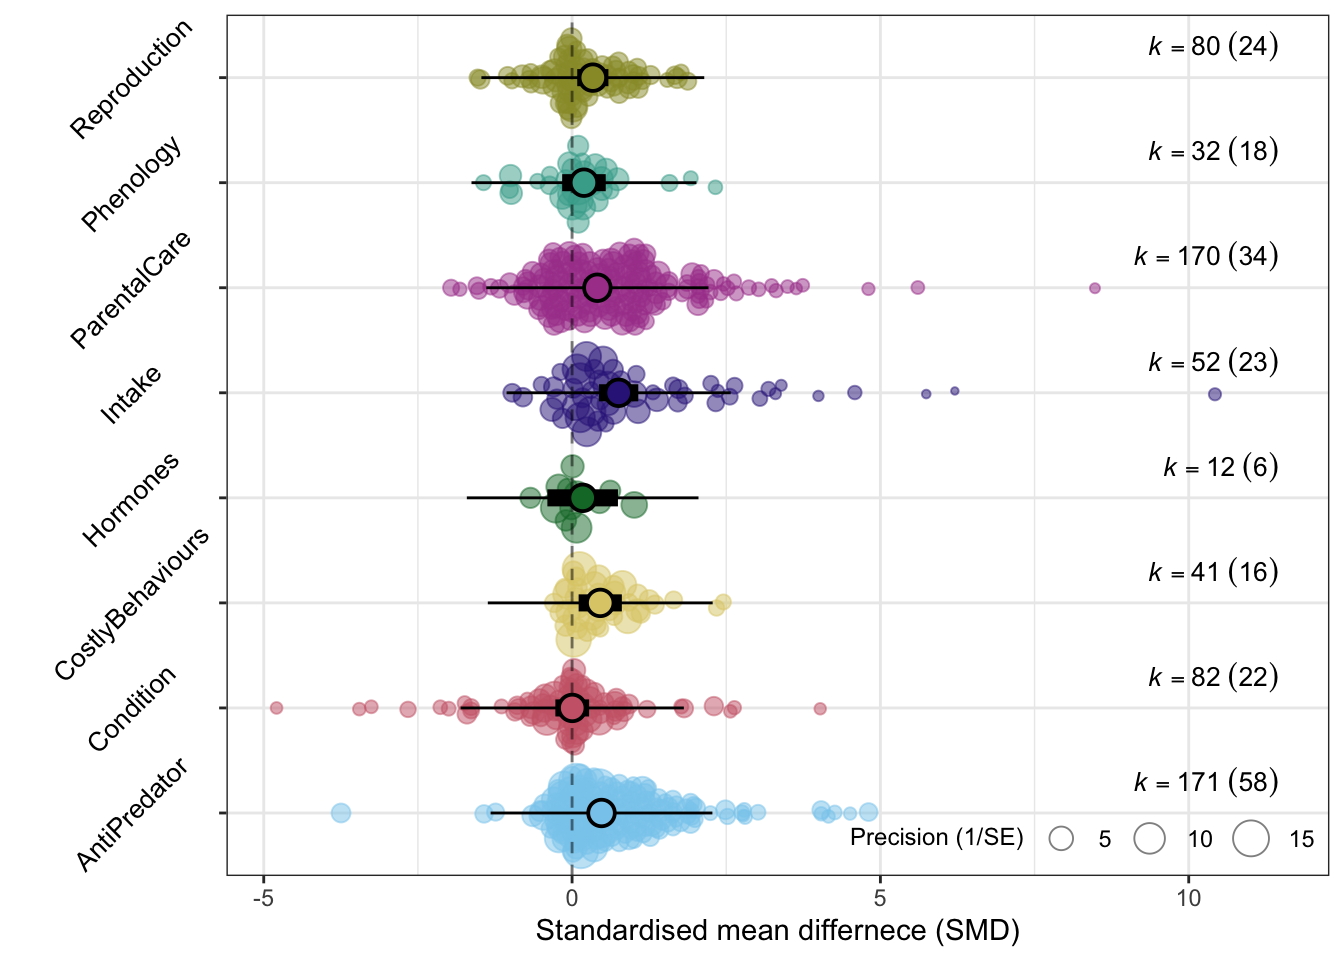 Reproduction
k = 80 (24)
Phenology
k = 32 (18)
ParentalCare
k = 170 (34)
Intake
k = 52 (23)
Hormones
k = 12 (6)
CostlyBehaviours
k = 41 (16)
Condition
k = 82 (22)
AntiPredator
k = 171 (58)
Precision (1/SE) 5 10 15
-5 0 5 10
Standardised mean differnece (SMD)